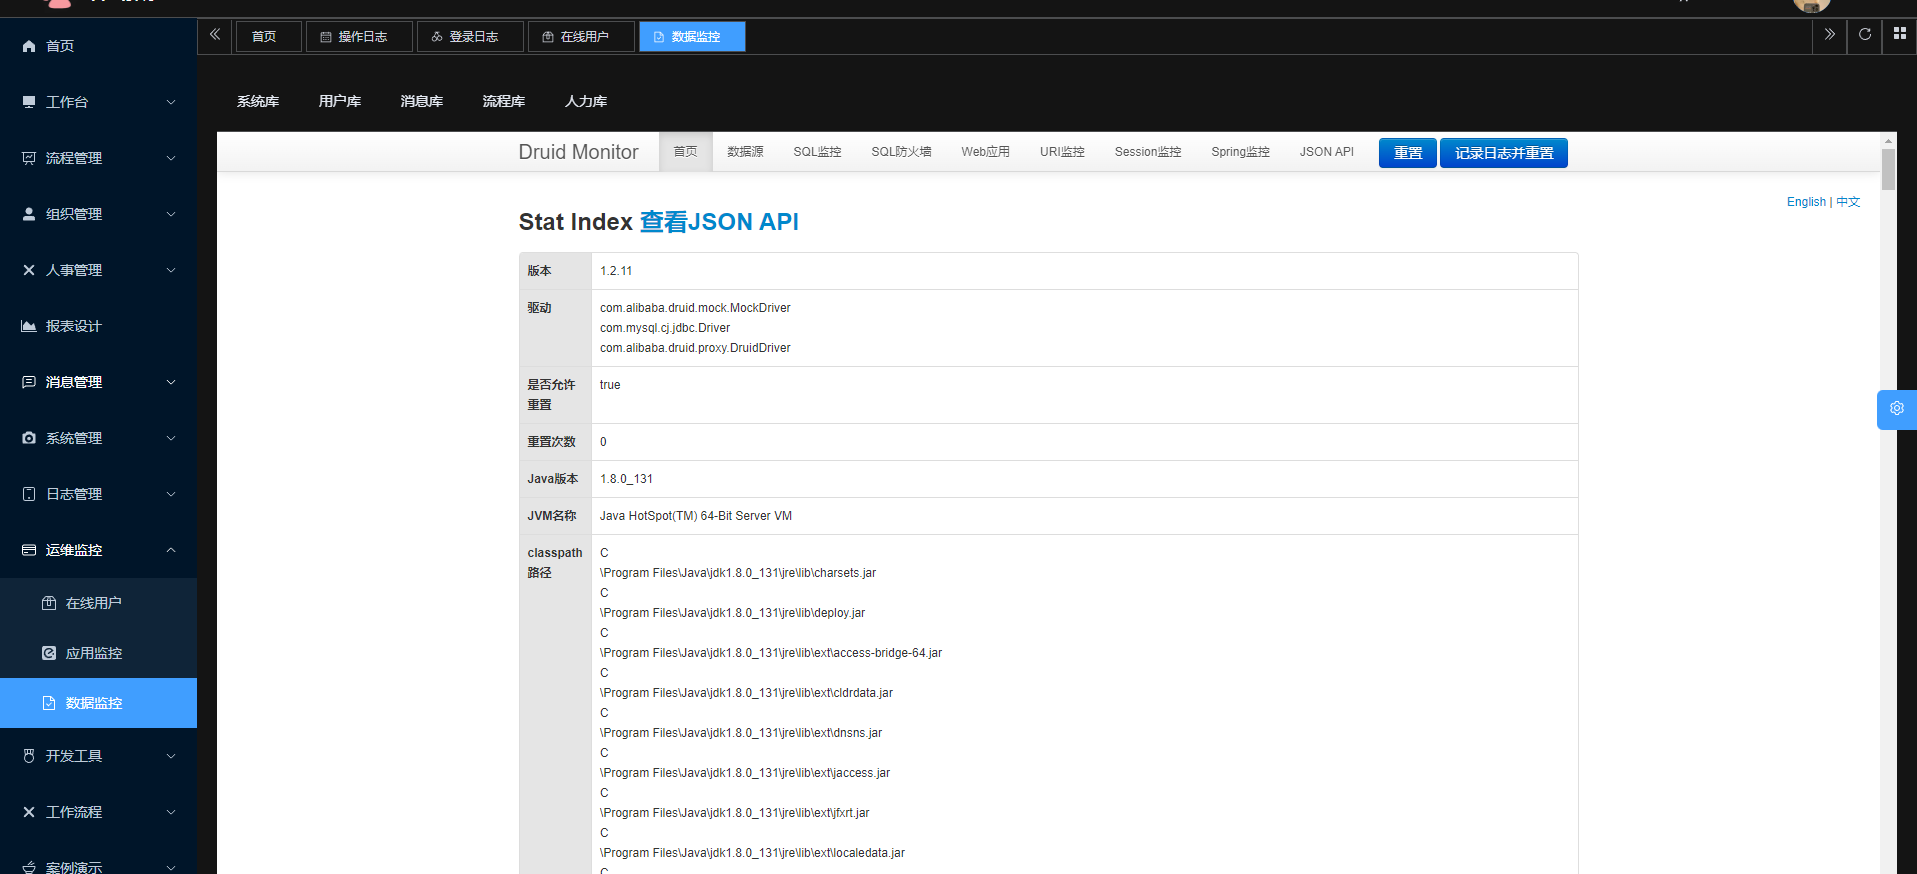 首页
工作台
流程管理
组织管理
人事管理
报表设计
消息管理
系统管理
日志管理
运维监控
在线用户
应用监控
数据监控
开发工具
工作流程
案例演示
首页 操作日志 登录日志 在线用户 数据监控
系统库 用户库 消息库 流程库 人力库
Druid Monitor 首页 数据源 SQL监控 SQL防火墙 Web应用 URI监控 Session监控 Spring监控 JSON API 重置 记录日志并重置
English | 中文
Stat Index 查看JSON API
版本 1.2.11
驱动 com.alibaba.druid.mock.MockDriver
com.mysql.cj.jdbc.Driver
com.alibaba.druid.proxy.DruidDriver
是否允许 true
重置
重置次数 0
Java版本 1.8.0_131
JVM名称 Java HotSpot(TM) 64-Bit Server VM
classpath C
路径 \Program Files\Java\jdk1.8.0_131\jre\lib\charsets.jar
C
\Program Files\Java\jdk1.8.0_131\jre\lib\deploy.jar
C
\Program Files\Java\jdk1.8.0_131\jre\lib\ext\access-bridge-64.jar
C
\Program Files\Java\jdk1.8.0_131\jre\lib\ext\cldrdata.jar
C
\Program Files\Java\jdk1.8.0_131\jre\lib\ext\dnsns.jar
C
\Program Files\Java\jdk1.8.0_131\jre\lib\ext\jaccess.jar
C
\Program Files\Java\jdk1.8.0_131\jre\lib\ext\jfxrt.jar
C
\Program Files\Java\jdk1.8.0_131\jre\lib\ext\localedata.jar
C